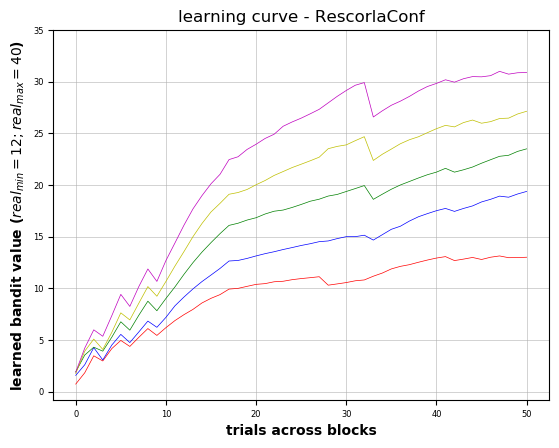 learning curve - RescorlaConf
learned bandit value (real_min = 12; real_max = 40)
35
30
25
20
15
10
5
0
0 10 20 30 40 50
trials across blocks